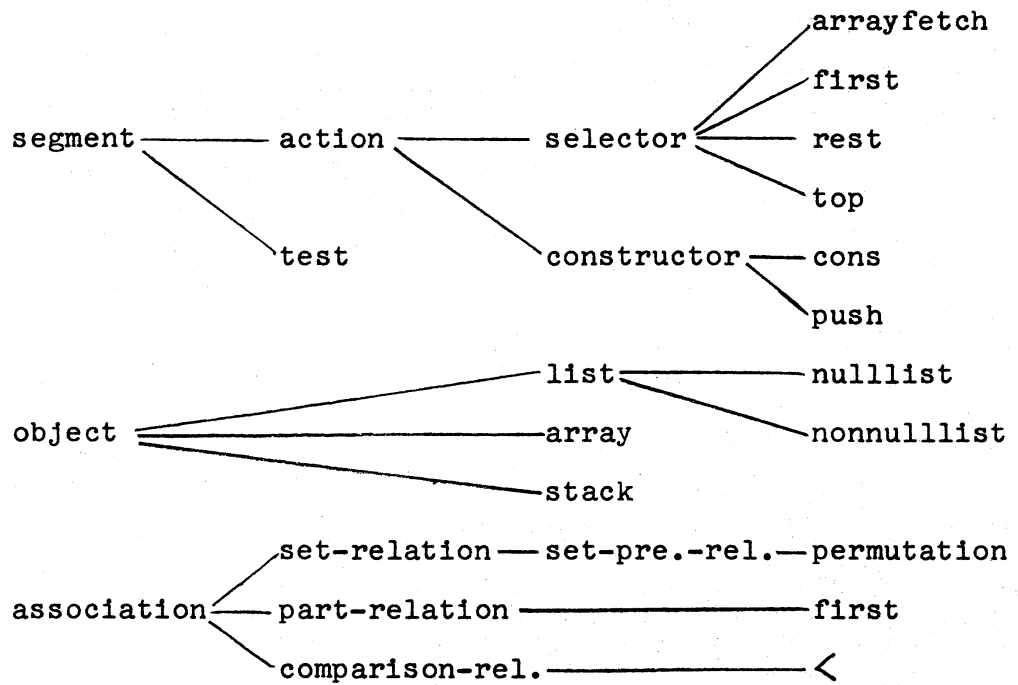 arrayfetch
first
segment action selector rest
top
test constructor cons
push
list nulllist
object array nonnulllist
stack
set-relation set-pre.-rel. permutation
association part-relation first
comparison-rel. <